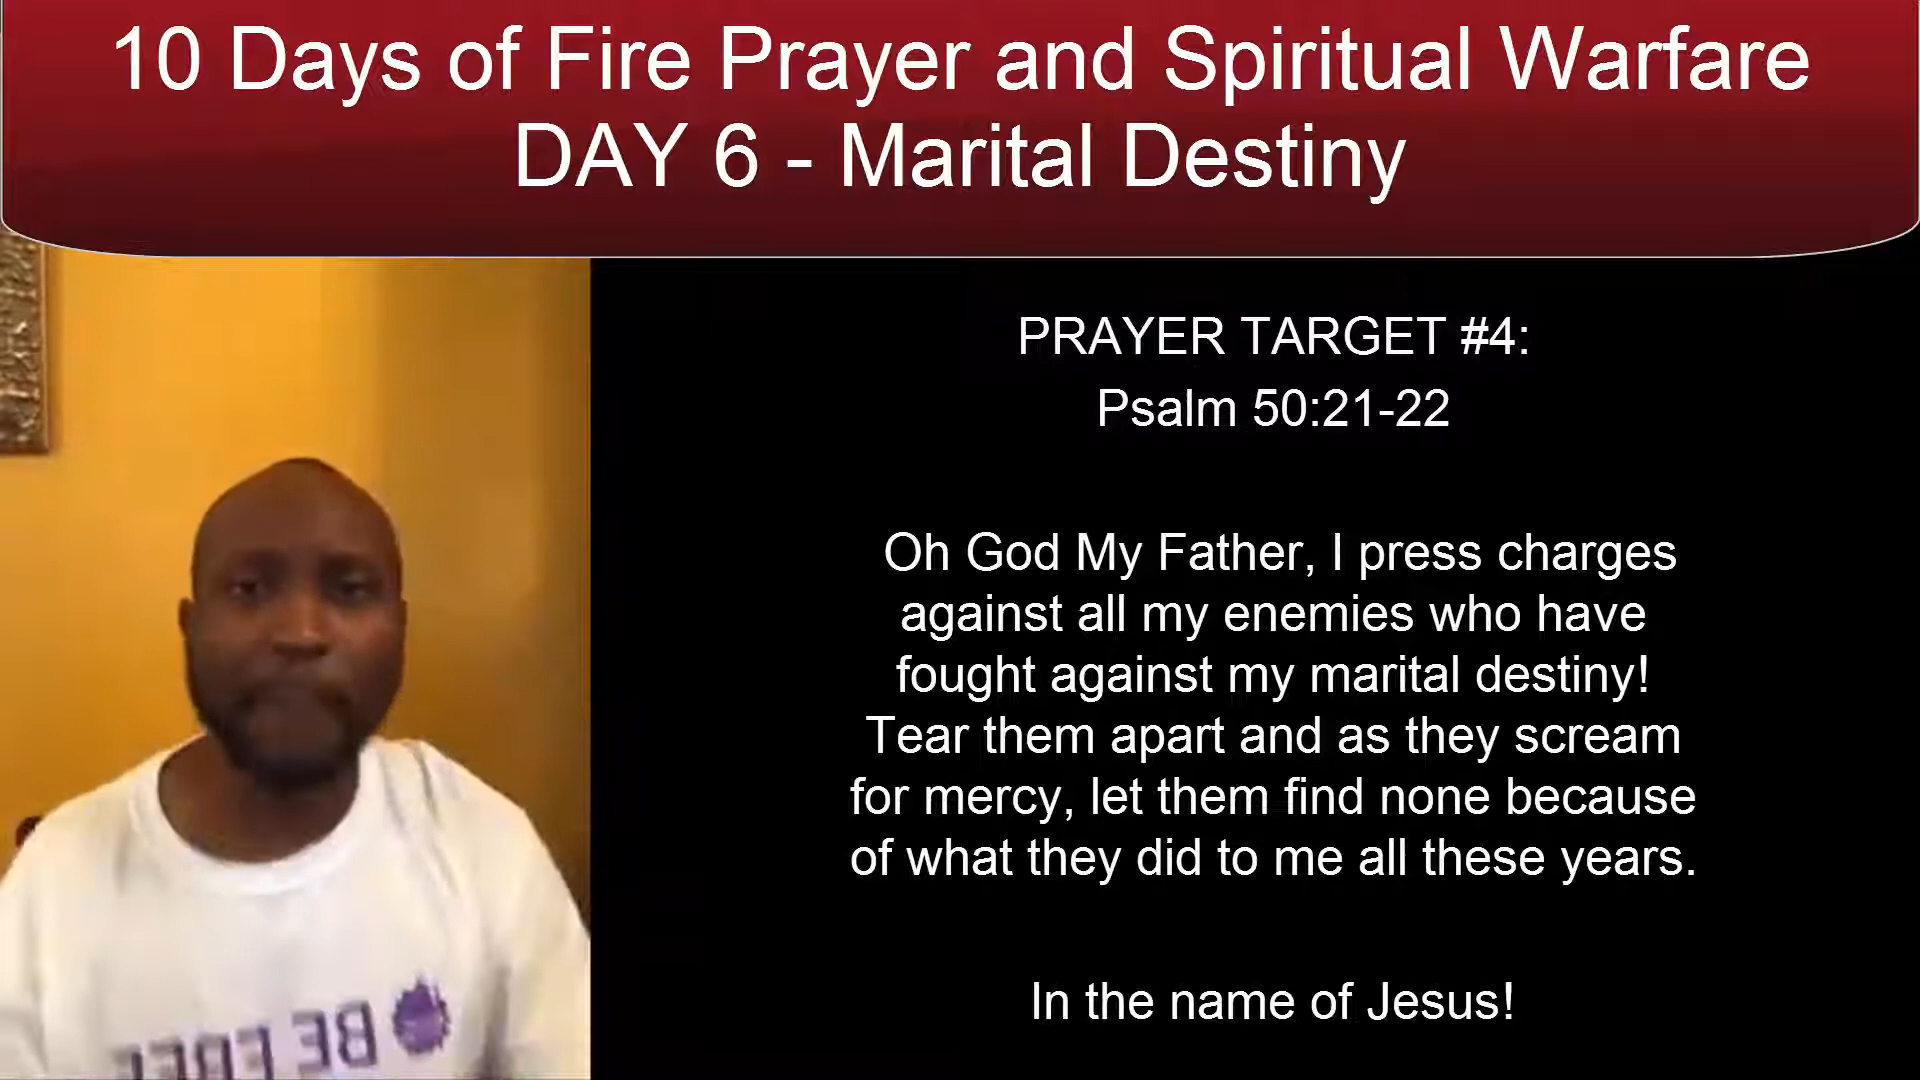 10 Days of Fire Prayer and Spiritual Warfare
DAY 6 - Marital Destiny
PRAYER TARGET #4:
Psalm 50:21-22
Oh God My Father, I press charges
against all my enemies who have
fought against my marital destiny!
Tear them apart and as they scream
for mercy, let them find none because
of what they did to me all these years.
In the name of Jesus!
BE FREE